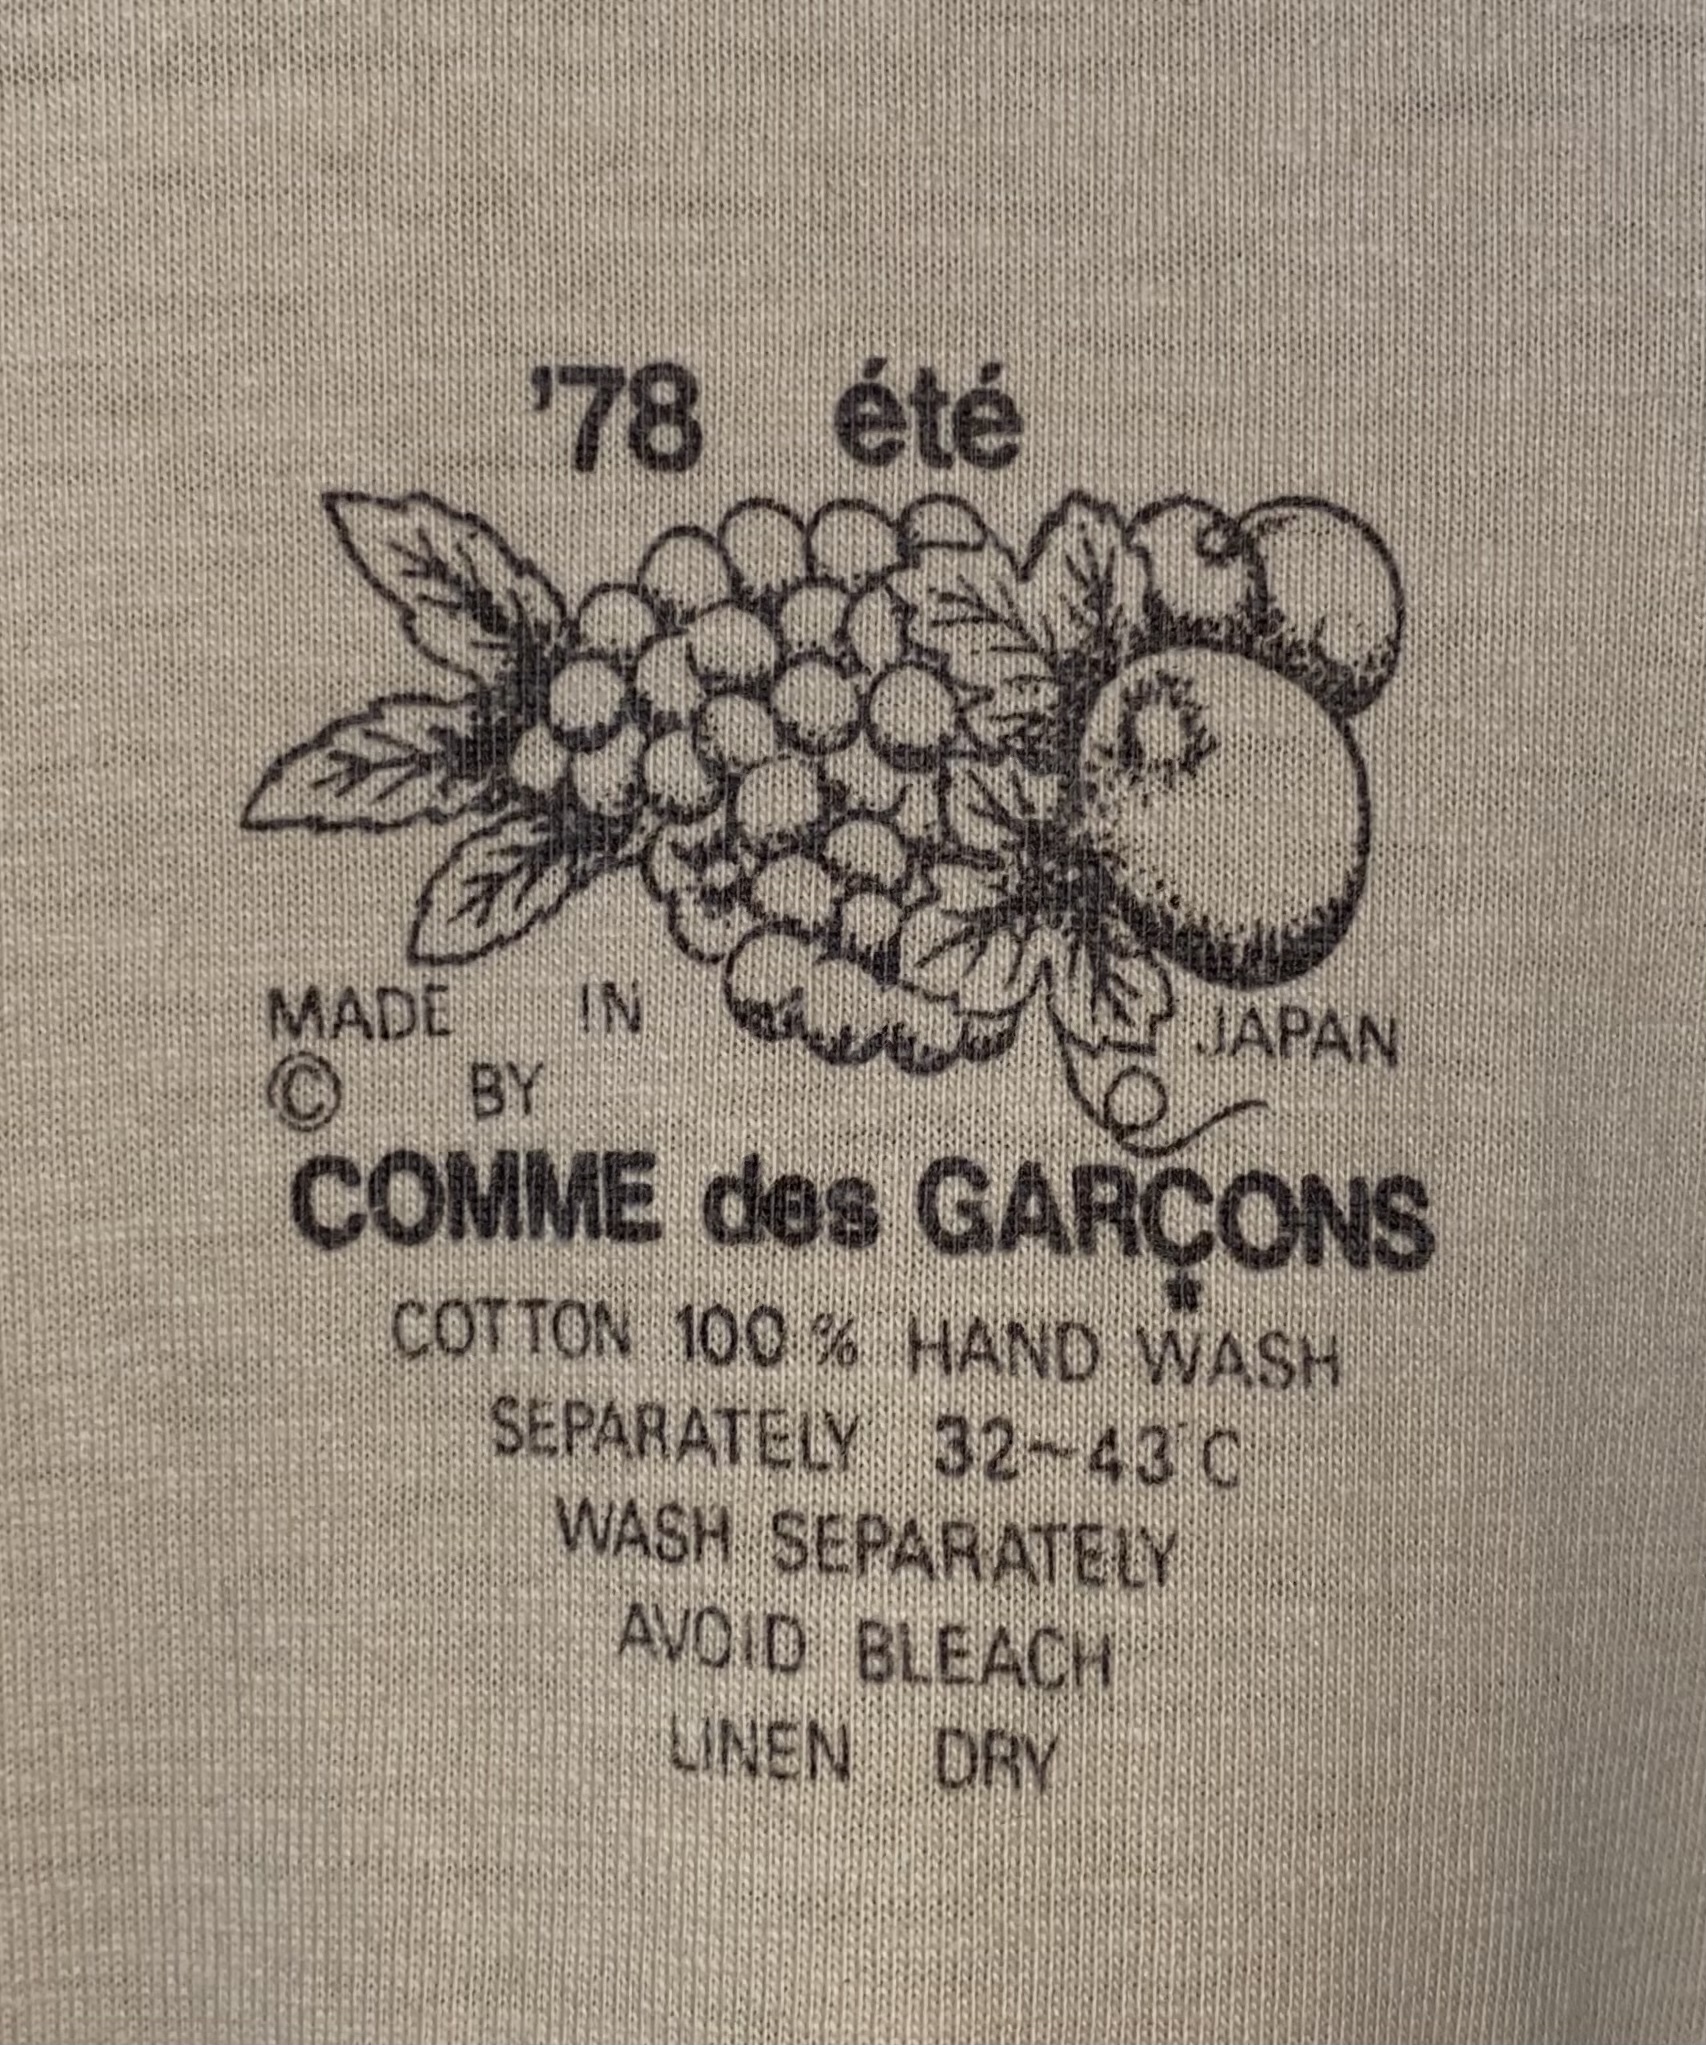 '78 été
MADE IN JAPAN
© BY
COMME des GARÇONS
COTTON 100% HAND WASH
SEPARATELY 32~43°C
WASH SEPARATELY
AVOID BLEACH
LINEN DRY